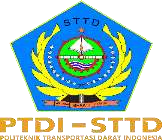 STTD
PTDI – STTD
POLITEKNIK TRANSPORTASI DARAT INDONESIA